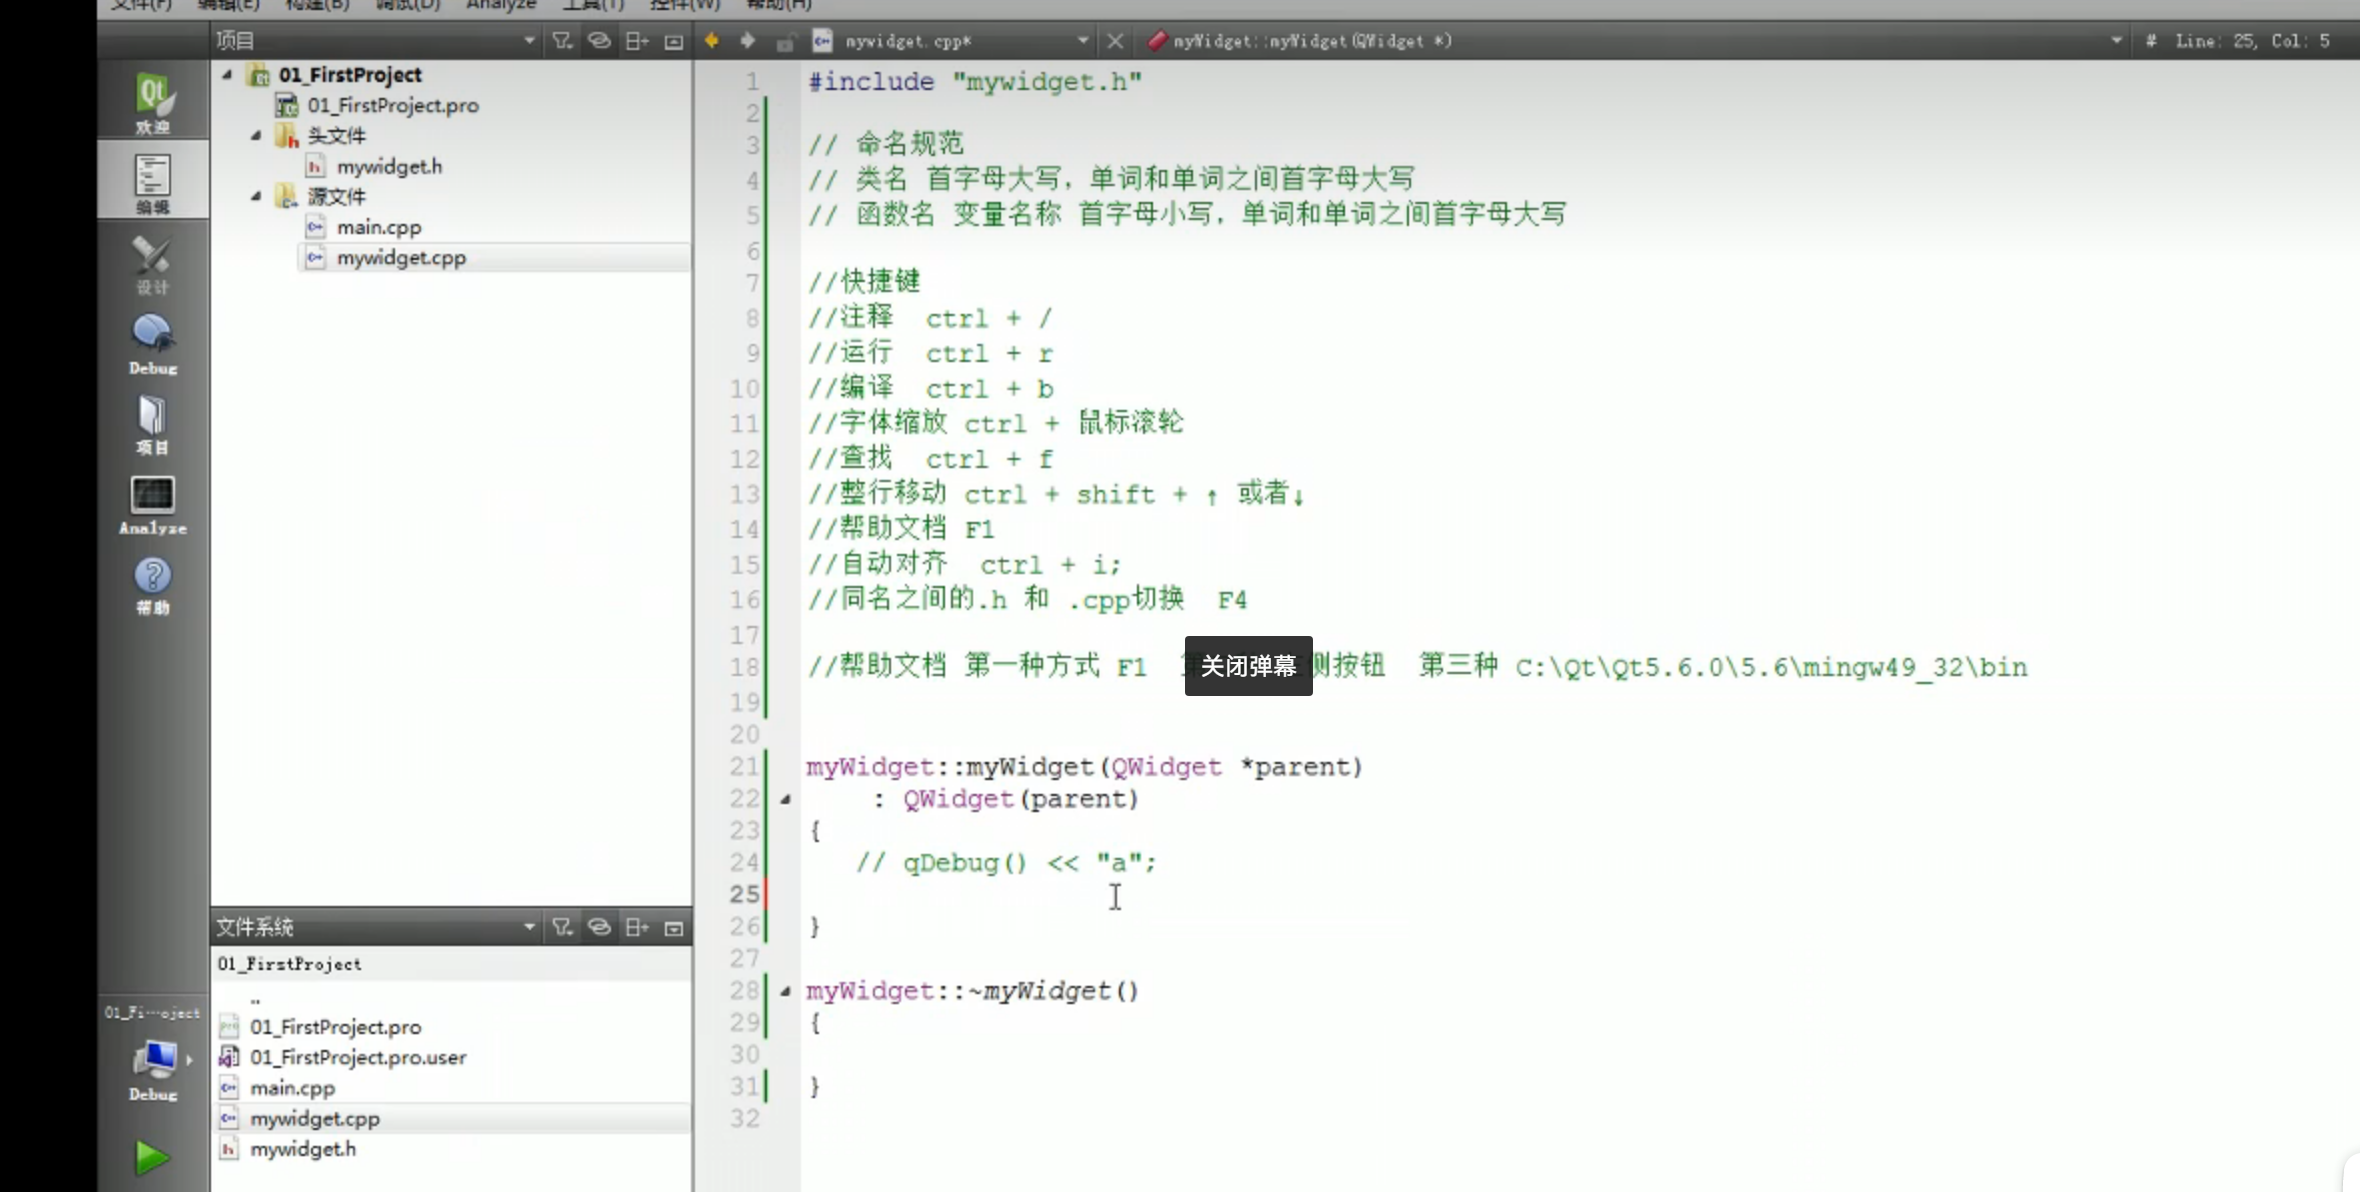 文件(F) 编辑(E) 构建(B) 调试(D) Analyze 工具(T) 控件(W) 帮助(H)
项目
mywidget.cpp*
myWidget::myWidget(QWidget *)
# Line: 25, Col: 5
欢迎
编辑
设计
Debug
项目
Analyze
帮助
01_Fi···oject
Debug
01_FirstProject
01_FirstProject.pro
头文件
mywidget.h
源文件
main.cpp
mywidget.cpp
文件系统
01_FirstProject
..
01_FirstProject.pro
01_FirstProject.pro.user
main.cpp
mywidget.cpp
mywidget.h
1 #include "mywidget.h"
2
3 // 命名规范
4 // 类名 首字母大写，单词和单词之间首字母大写
5 // 函数名 变量名称 首字母小写，单词和单词之间首字母大写
6
7 //快捷键
8 //注释 ctrl + /
9 //运行 ctrl + r
10 //编译 ctrl + b
11 //字体缩放 ctrl + 鼠标滚轮
12 //查找 ctrl + f
13 //整行移动 ctrl + shift + ↑ 或者↓
14 //帮助文档 F1
15 //自动对齐 ctrl + i;
16 //同名之间的.h 和 .cpp切换 F4
17
18 //帮助文档 第一种方式 F1 侧按钮 第三种 C:\Qt\Qt5.6.0\5.6\mingw49_32\bin
关闭弹幕
19
20
21 myWidget::myWidget(QWidget *parent)
22 : QWidget(parent)
23 {
24 // qDebug() << "a";
25
26 }
27
28 myWidget::~myWidget()
29 {
30
31 }
32